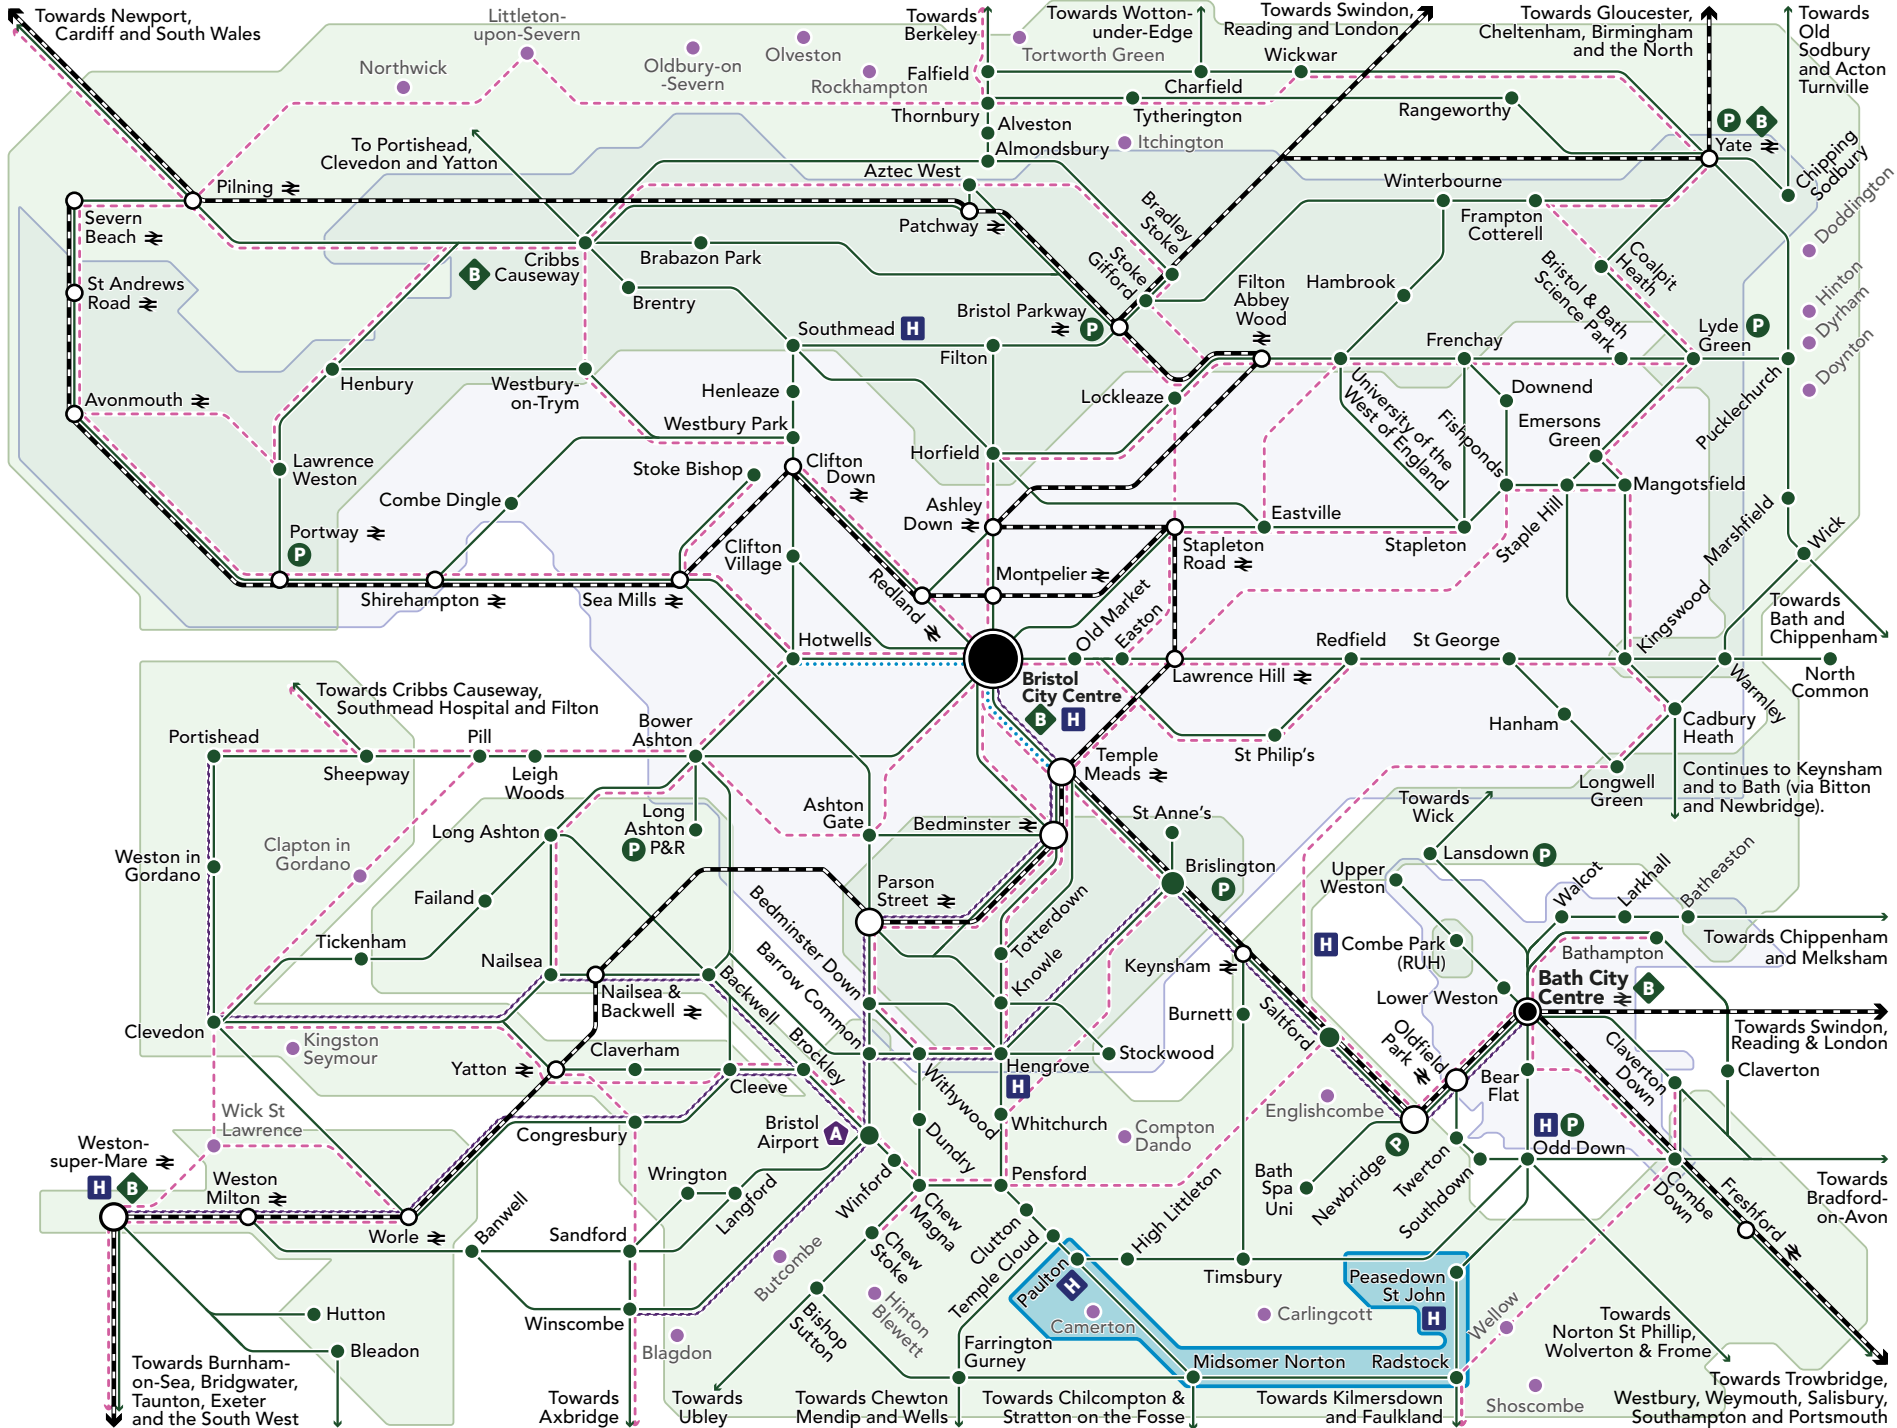 Towards Newport,
Cardiff and South Wales
Littleton-
upon-Severn
Northwick
Oldbury-on
-Severn
Olveston
Rockhampton
Towards
Berkeley
Tortworth Green
Towards Wotton-
under-Edge
Towards Swindon,
Reading and London
Towards Gloucester,
Cheltenham, Birmingham
and the North
Towards
Old
Sodbury
and Acton
Turnville
Falfield
Charfield
Wickwar
Thornbury
Tytherington
Rangeworthy
Alveston
Almondsbury
Itchington
P
B
Yate
Chipping
Sodbury
To Portishead,
Clevedon and Yatton
Pilning
Aztec West
Patchway
Bradley
Stoke
Winterbourne
Frampton
Cotterell
Doddington
Severn
Beach
St Andrews
Road
B
Cribbs
Causeway
Brabazon Park
Brentry
Stoke
Gifford
Filton
Abbey
Wood
Hambrook
Coalpit
Heath
Bristol & Bath
Science Park
Hinton
Dyrham
Doynton
Southmead
H
Bristol Parkway
P
Filton
Frenchay
Lyde
Green
P
Henbury
Westbury-
on-Trym
Henleaze
Lockleaze
University of the
West of England
Downend
Pucklechurch
Avonmouth
Westbury Park
Horfield
Fishponds
Emersons
Green
Lawrence
Weston
Stoke Bishop
Clifton
Down
Combe Dingle
Ashley
Down
Eastville
Stapleton
Staple Hill
Mangotsfield
Marshfield
Wick
Portway
P
Clifton
Village
Stapleton
Road
Shirehampton
Sea Mills
Redland
Montpelier
Old Market
Easton
Kingswood
Towards
Bath and
Chippenham
Hotwells
Redfield
St George
Lawrence Hill
Bristol
City Centre
B
H
Warmley
North
Common
Towards Cribbs Causeway,
Southmead Hospital and Filton
Portishead
Sheepway
Pill
Leigh
Woods
Bower
Ashton
Temple
Meads
St Philip's
Hanham
Cadbury
Heath
Longwell
Green
Continues to Keynsham
and to Bath (via Bitton
and Newbridge).
Weston in
Gordano
Clapton in
Gordano
Long Ashton
Long
Ashton
P&R
P
Ashton
Gate
Bedminster
St Anne's
Brislington
P
Towards
Wick
Lansdown
P
Upper
Weston
Walcot
Larkhall
Batheaston
Failand
Tickenham
Parson
Street
Totterdown
Knowle
Keynsham
H
Combe Park
(RUH)
Towards Chippenham
and Melksham
Bathampton
Nailsea
Bedminster Down
Barrow Common
Backwell
Nailsea &
Backwell
Lower Weston
Bath City
Centre
B
Clevedon
Kingston
Seymour
Burnett
Saltford
Oldfield
Park
Towards Swindon,
Reading & London
Yatton
Claverham
Cleeve
Brockley
Withywood
Hengrove
H
Stockwood
Bear
Flat
Claverton
Down
Claverton
Wick St
Lawrence
Congresbury
Bristol
Airport
A
Dundry
Whitchurch
Compton
Dando
Englishcombe
H
P
Odd Down
Weston-
super-Mare
H
B
Weston
Milton
Wrington
Langford
Winford
Pensford
High Littleton
Bath
Spa
Uni
Newbridge
P
Twerton
Southdown
Combe
Down
Freshford
Towards
Bradford-
on-Avon
Worle
Banwell
Sandford
Chew
Magna
Chew
Stoke
Clutton
Temple Cloud
Butcombe
Paulton
H
Timsbury
Peasedown
St John
H
Hutton
Winscombe
Hinton
Blewett
Camerton
Carlingcott
Wellow
Bleadon
Blagdon
Bishop
Sutton
Farrington
Gurney
Midsomer Norton
Radstock
Towards
Norton St Phillip,
Wolverton & Frome
Shoscombe
Towards Burnham-
on-Sea, Bridgwater,
Taunton, Exeter
and the South West
Towards
Axbridge
Towards
Ubley
Towards Chewton
Mendip and Wells
Towards Chilcompton &
Stratton on the Fosse
Towards Kilmersdown
and Faulkland
Towards Trowbridge,
Westbury, Weymouth, Salisbury,
Southampton and Portsmouth